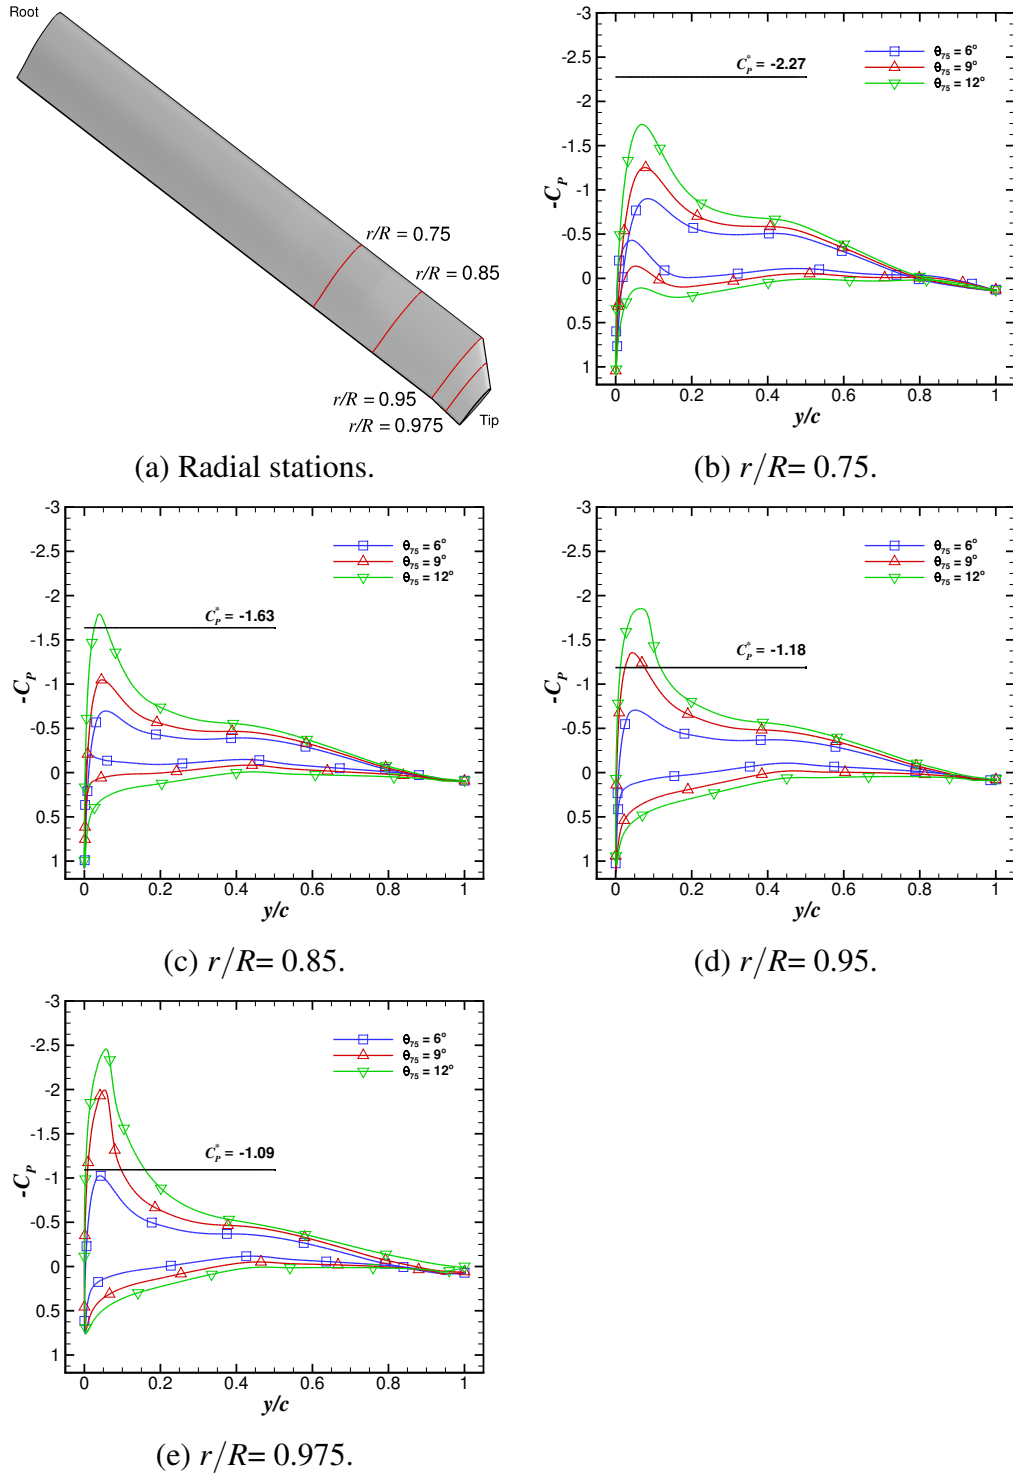 Root
r/R = 0.75
r/R = 0.85
r/R = 0.95
r/R = 0.975
Tip
(a) Radial stations.
-3
-2.5
-2
-1.5
-1
-0.5
0
0.5
1
-C_P
0 0.2 0.4 0.6 0.8 1
y/c
C_P^* = -2.27
θ₇₅ = 6°
θ₇₅ = 9°
θ₇₅ = 12°
(b) r/R= 0.75.
-3
-2.5
-2
-1.5
-1
-0.5
0
0.5
1
-C_P
0 0.2 0.4 0.6 0.8 1
y/c
C_P^* = -1.63
θ₇₅ = 6°
θ₇₅ = 9°
θ₇₅ = 12°
(c) r/R= 0.85.
-3
-2.5
-2
-1.5
-1
-0.5
0
0.5
1
-C_P
0 0.2 0.4 0.6 0.8 1
y/c
C_P^* = -1.18
θ₇₅ = 6°
θ₇₅ = 9°
θ₇₅ = 12°
(d) r/R= 0.95.
-3
-2.5
-2
-1.5
-1
-0.5
0
0.5
1
-C_P
0 0.2 0.4 0.6 0.8 1
y/c
C_P^* = -1.09
θ₇₅ = 6°
θ₇₅ = 9°
θ₇₅ = 12°
(e) r/R= 0.975.